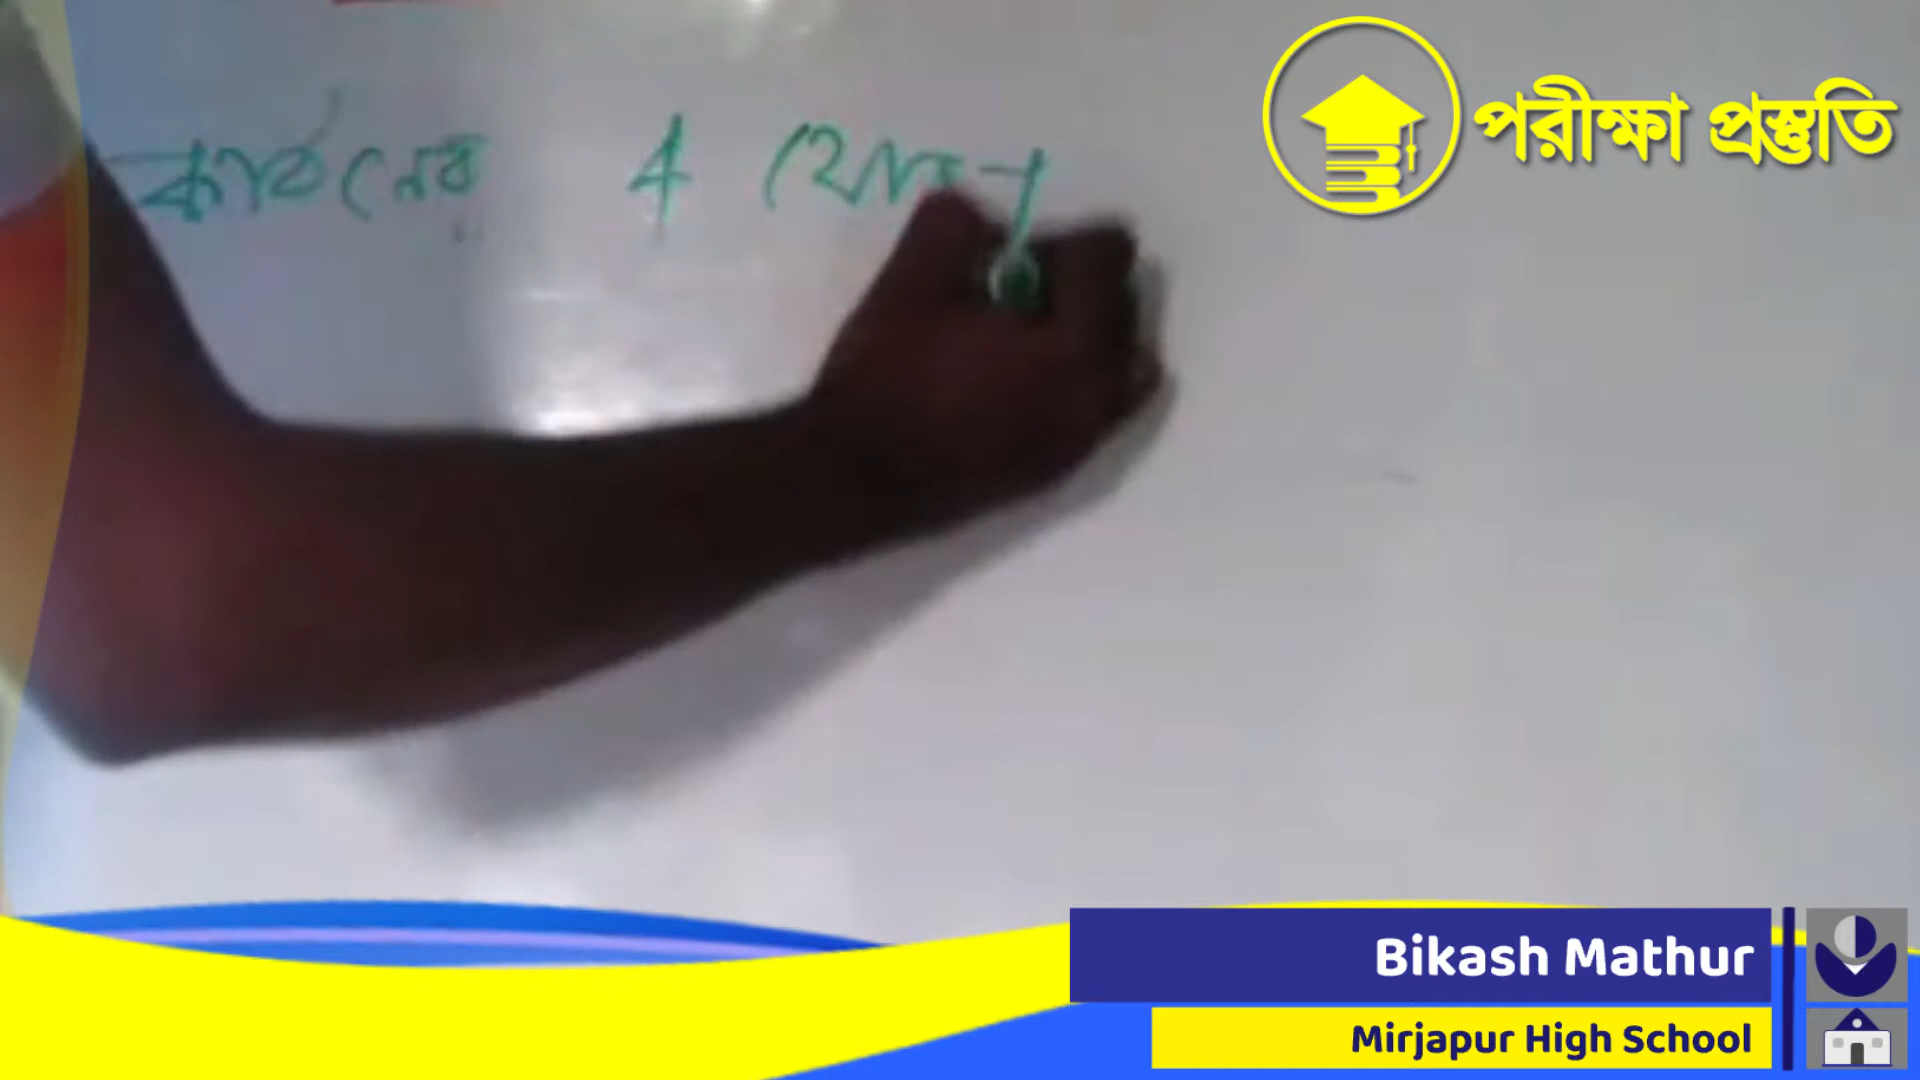 কার্বনের 4
পরীক্ষা প্রস্তুতি
Bikash Mathur
Mirjapur High School